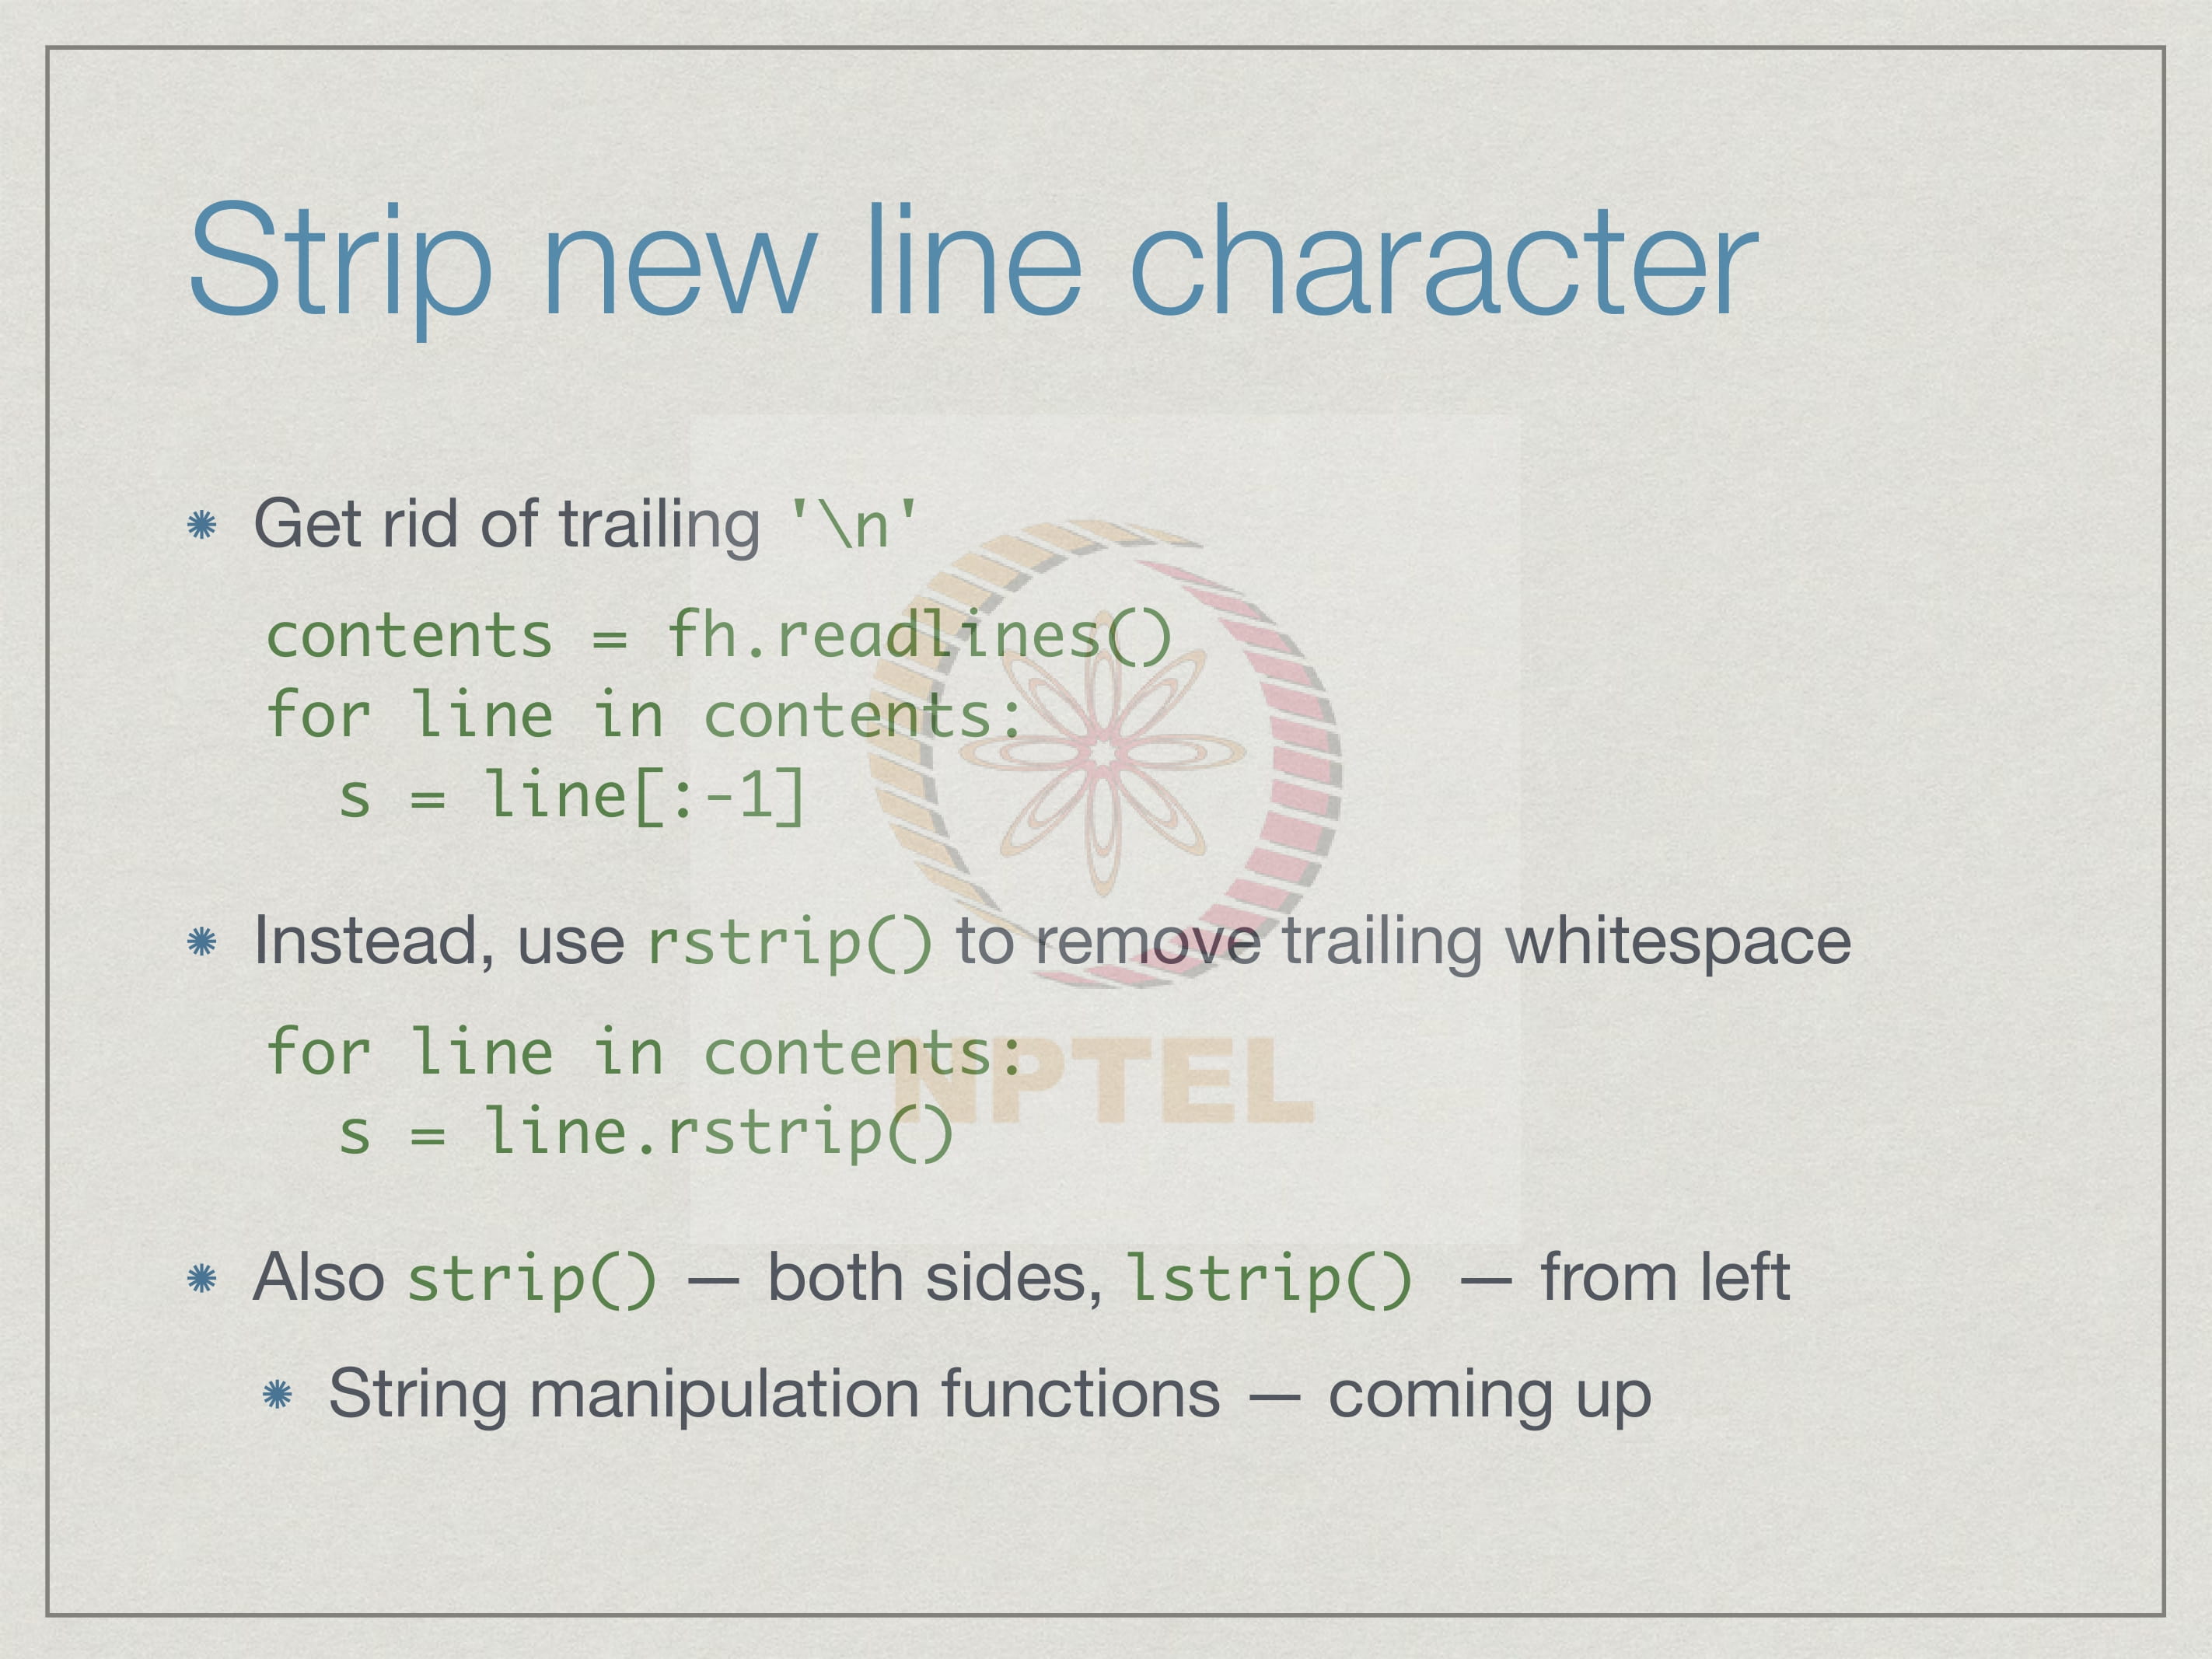 Strip new line character
Get rid of trailing '\n'
contents = fh.readlines()
for line in contents:
  s = line[:-1]
Instead, use rstrip() to remove trailing whitespace
for line in contents:
  s = line.rstrip()
Also strip() — both sides, lstrip() — from left
String manipulation functions — coming up
NPTEL